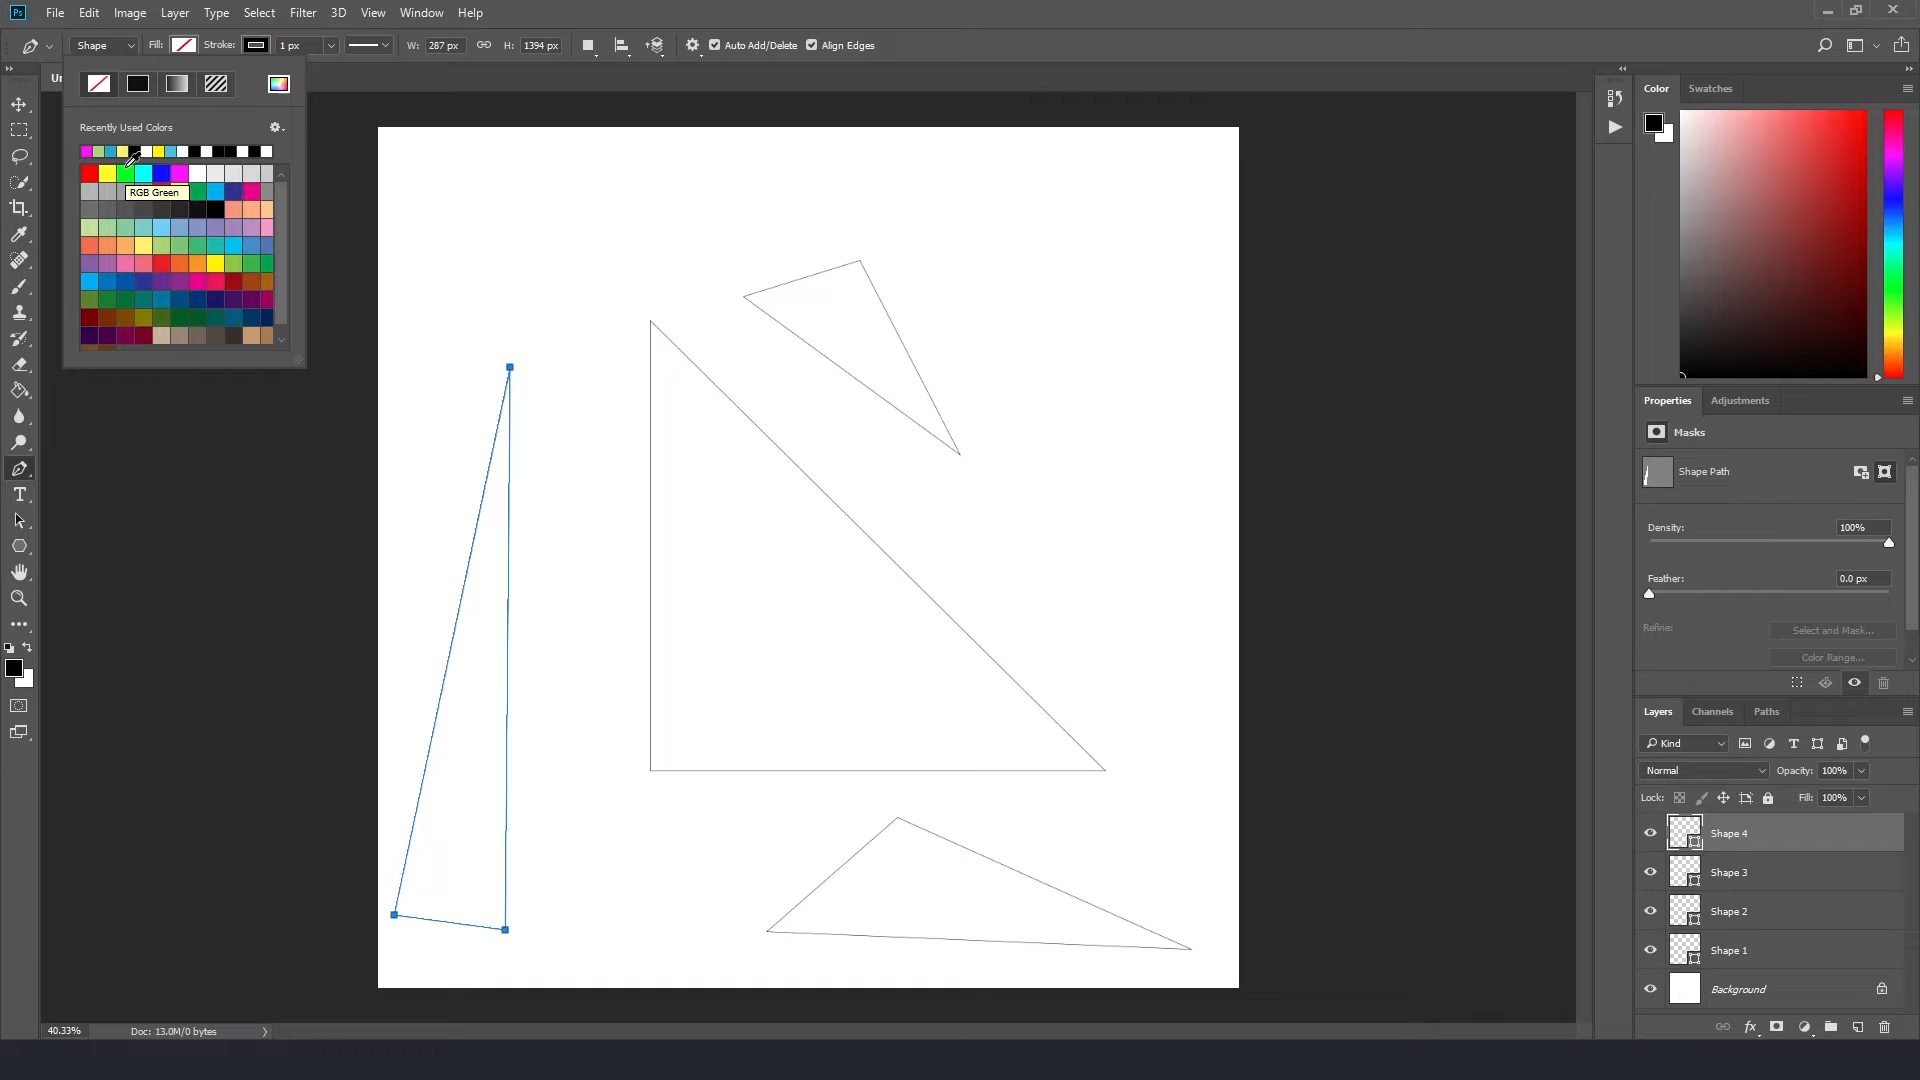 Ps File Edit Image Layer Type Select Filter 3D View Window Help
Shape Fill: Stroke: 1 px W: 287 px H: 1394 px Auto Add/Delete Align Edges
Un
Recently Used Colors
RGB Green
Color Swatches
Properties Adjustments
Masks
Shape Path
Density: 100%
Feather: 0.0 px
Refine: Select and Mask...
Color Range...
Layers Channels Paths
Kind
Normal Opacity: 100%
Lock: Fill: 100%
Shape 4
Shape 3
Shape 2
Shape 1
Background
fx
40.33% Doc: 13.0M/0 bytes